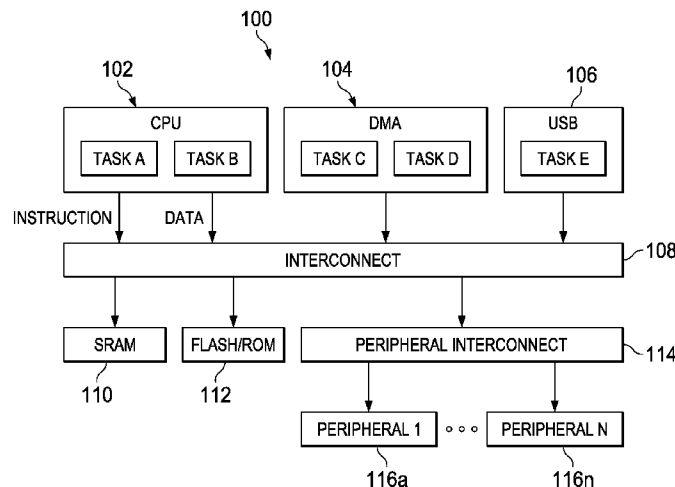 100
102
104
106
CPU
DMA
USB
TASK A
TASK B
TASK C
TASK D
TASK E
INSTRUCTION
DATA
INTERCONNECT
108
SRAM
FLASH/ROM
PERIPHERAL INTERCONNECT
114
110
112
PERIPHERAL 1
PERIPHERAL N
116a
116n